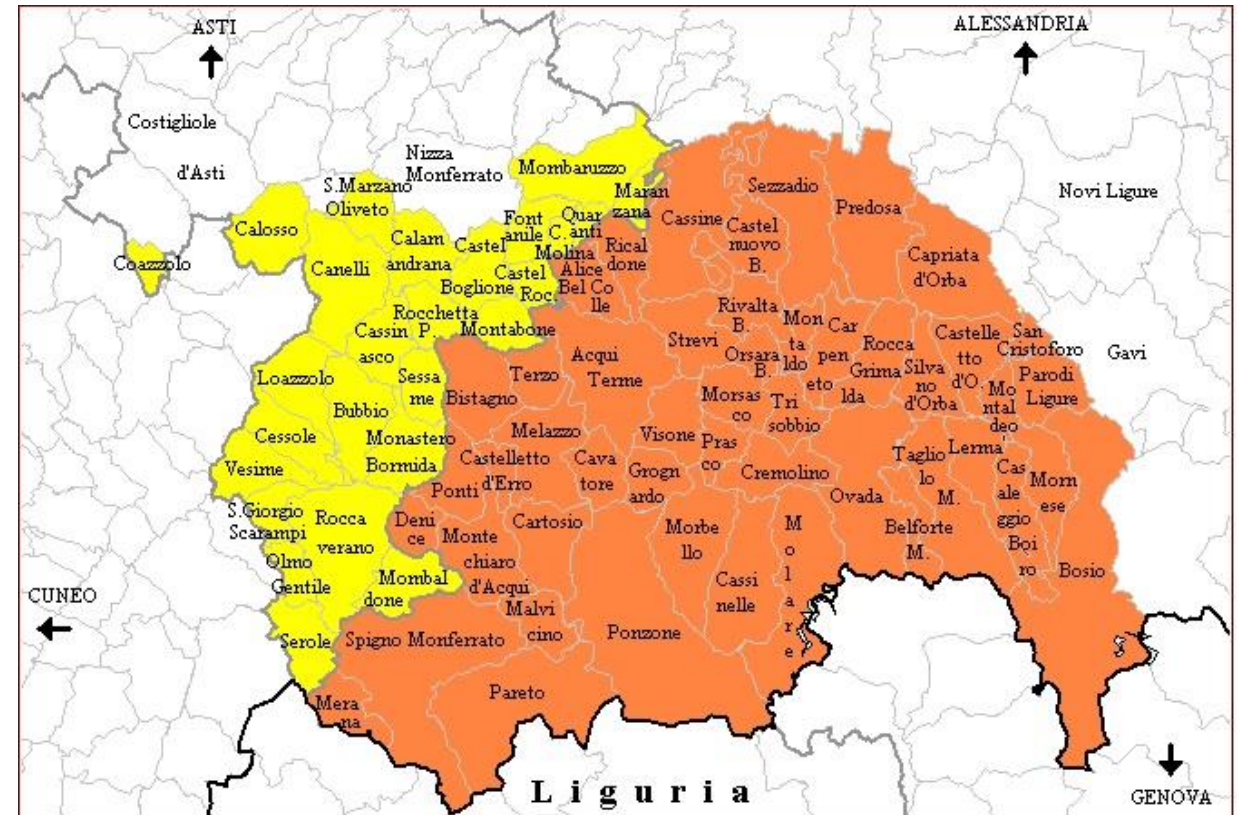 ASTI
ALESSANDRIA
Costigliole
d'Asti
Nizza
Monferrato
Novi Ligure
S.Marzano
Oliveto
Mombaruzzo
Maran
zana
Calosso
Coazzolo
Canelli
Calam
andrana
Castel
Boglione
Font
anile
Quar
anti
C.
Molina
Castel
Roc.
Rical
done
Alice
Bel Co
lle
Cassine
Sezzadio
Castel
nuovo
B.
Predosa
Capriata
d'Orba
Rocchetta
P.
Cassin
asco
Montabone
Loazzolo
Sessa
me
Bubbio
Cessole
Monastero
Bormida
Vesime
Bistagno
Terzo
Acqui
Terme
Strevi
Rivalta
B.
Orsara
B.
Mon
ta
ldo
Car
pen
eto
Rocca
Grima
lda
Silva
no
d'Orba
Castelle
tto
d'O.
San
Cristoforo
Parodi
Ligure
Mo
ntal
deo
Gavi
Morsas
co
Tri
sobbio
Melazzo
Visone
Pras
co
Castelletto
d'Erro
Cava
tore
Grogn
ardo
Cremolino
Ponti
Ovada
Taglio
lo
M.
Lerma
Cas
ale
ggio
Boi
ro
Morn
ese
S.Giorgio
Scarampi
Rocca
verano
Deni
ce
Monte
chiaro
d'Acqui
Cartosio
Morbe
llo
M
o
l
a
r
e
Belforte
M.
Olmo
Gentile
Mombal
done
Malvi
cino
Cassi
nelle
Bosio
CUNEO
Serole
Spigno Monferrato
Ponzone
Mera
na
Pareto
Liguria
GENOVA